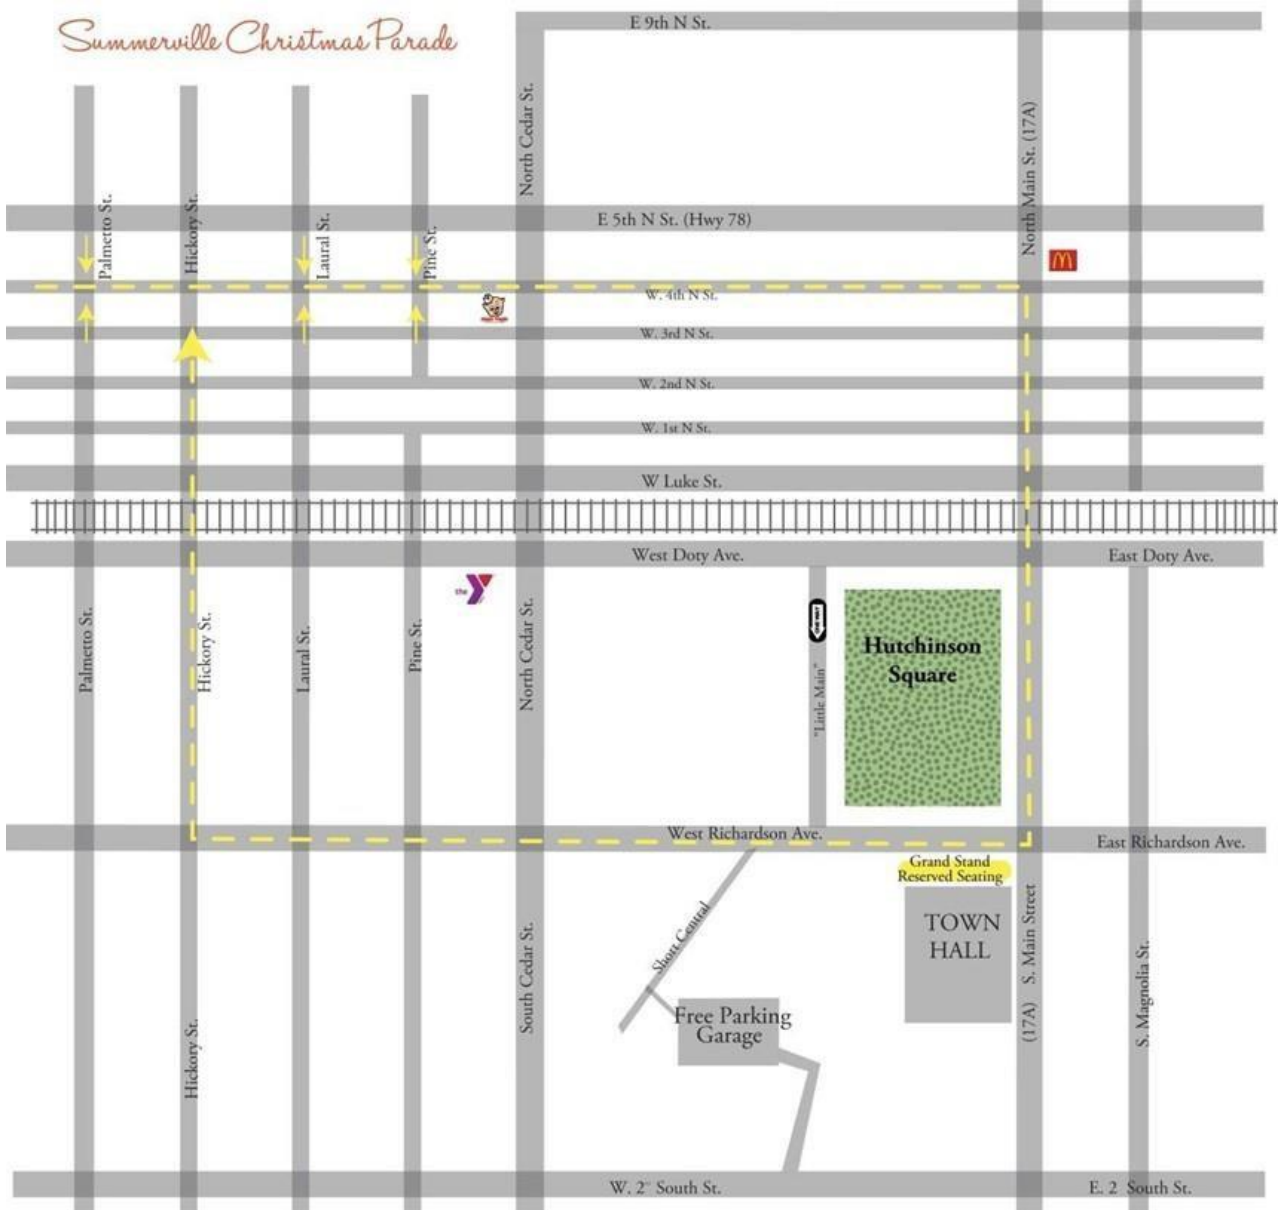 Summerville Christmas Parade
E 9th N St.
North Cedar St.
North Main St. (17A)
Palmetto St.
Hickory St.
Laural St.
Pine St.
E 5th N St. (Hwy 78)
W. 4th N St.
W. 3rd N St.
W. 2nd N St.
W. 1st N St.
W Luke St.
West Doty Ave.
East Doty Ave.
the Y
ONE WAY
Palmetto St.
Hickory St.
Laural St.
Pine St.
North Cedar St.
"Little Main"
Hutchinson
Square
West Richardson Ave.
East Richardson Ave.
Grand Stand
Reserved Seating
TOWN
HALL
Short Central
South Cedar St.
(17A) S. Main Street
S. Magnolia St.
Free Parking
Garage
Hickory St.
W. 2" South St.
E. 2 South St.